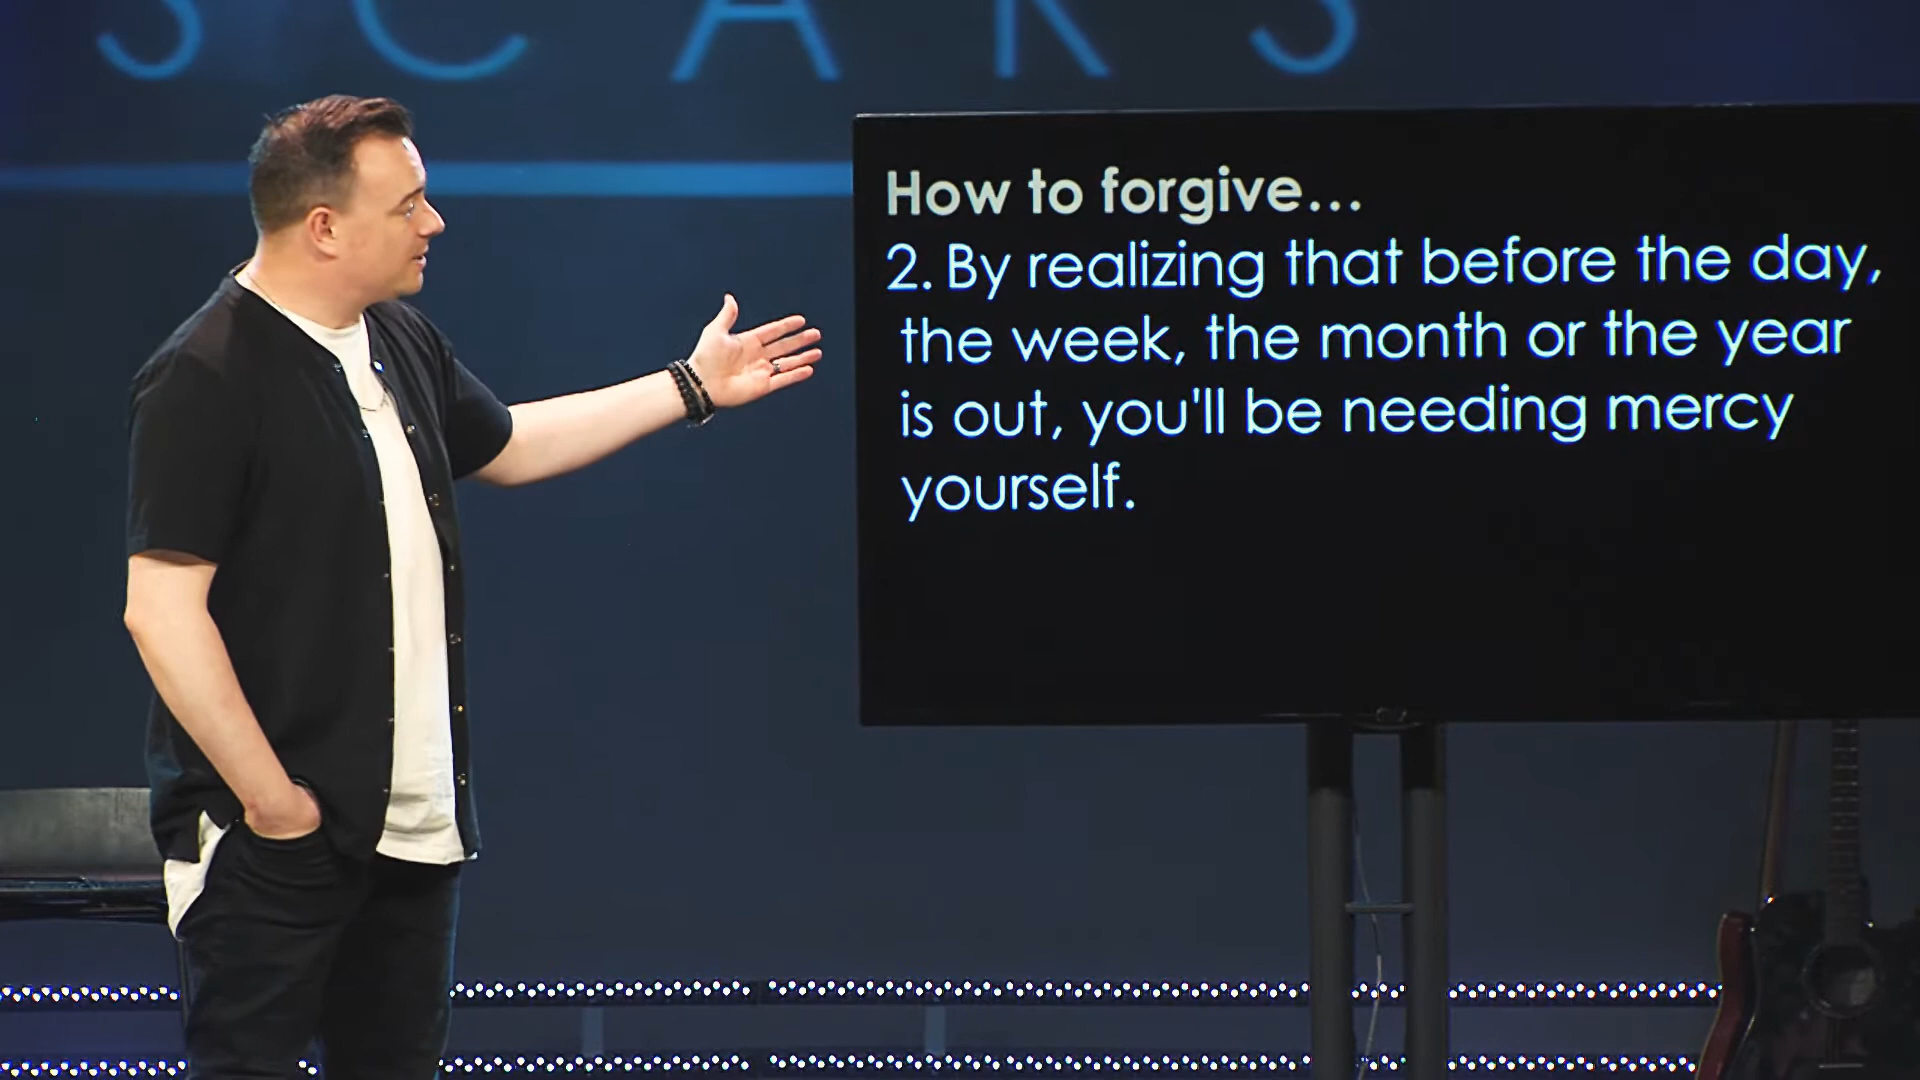 SCARS
How to forgive...
2. By realizing that before the day,
the week, the month or the year
is out, you'll be needing mercy
yourself.